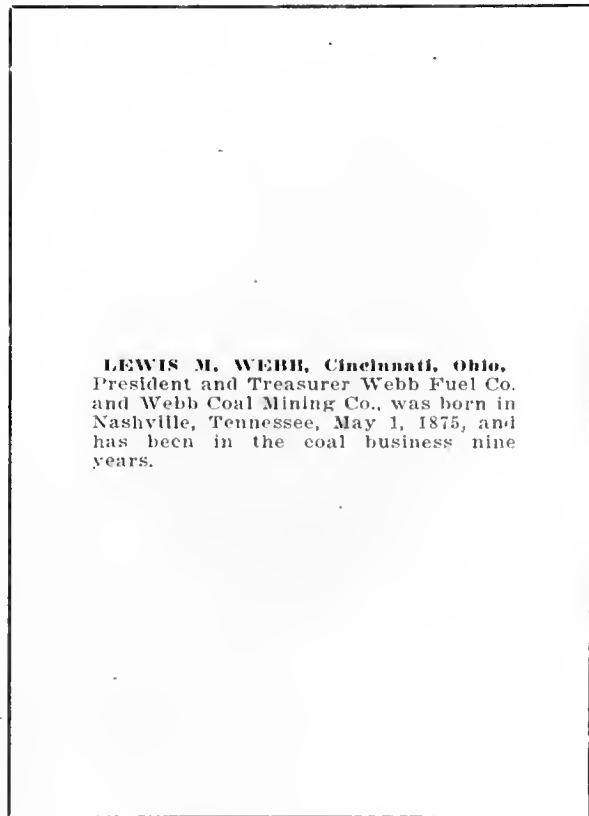 LEWIS M. WEBB, Cincinnati, Ohio,
President and Treasurer Webb Fuel Co.
and Webb Coal Mining Co., was born in
Nashville, Tennessee, May 1, 1875, and
has been in the coal business nine
years.